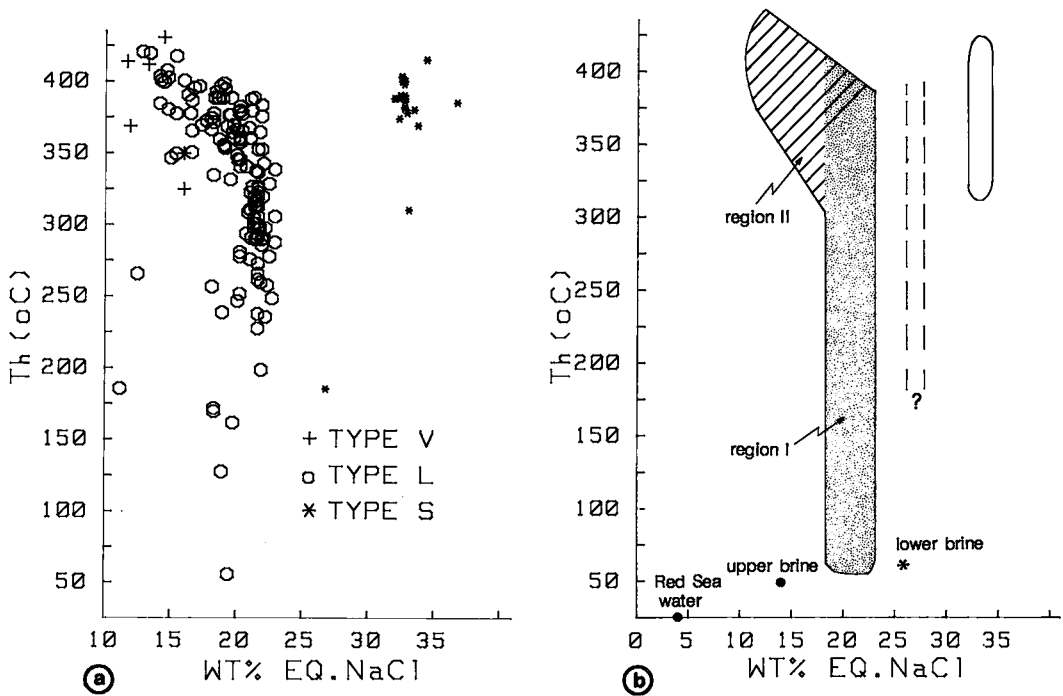 Th(oC)
400
350
300
250
200
150
100
50
+ TYPE V
o TYPE L
* TYPE S
10 15 20 25 30 35 40
WT% EQ.NaCl
a
Th(oC)
400
350
300
250
200
150
100
50
region II
region I
?
lower brine
upper brine
Red Sea
water
0 5 10 15 20 25 30 35
WT% EQ.NaCl
b